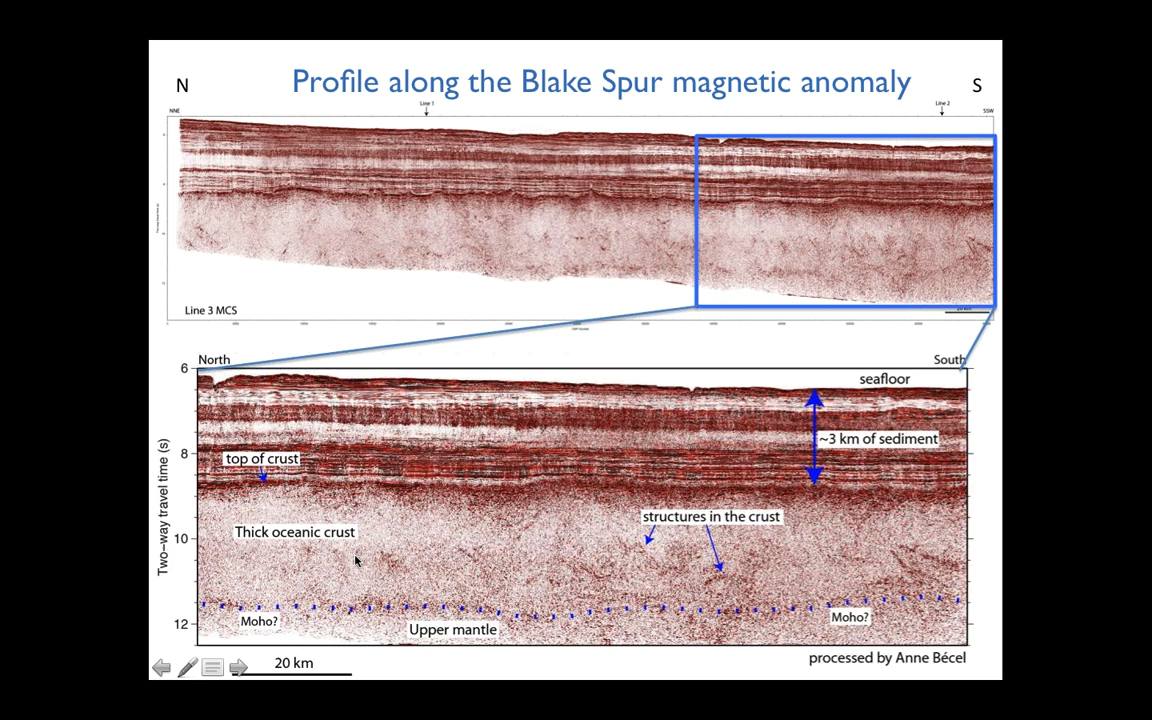 Profile along the Blake Spur magnetic anomaly
N
S
Line 1
Line 2
NNE
SSW
Line 3 MCS
North
South
6
seafloor
~3 km of sediment
8
top of crust
structures in the crust
Thick oceanic crust
10
Two-way travel time (s)
12
Moho?
Upper mantle
Moho?
20 km
processed by Anne Bécel